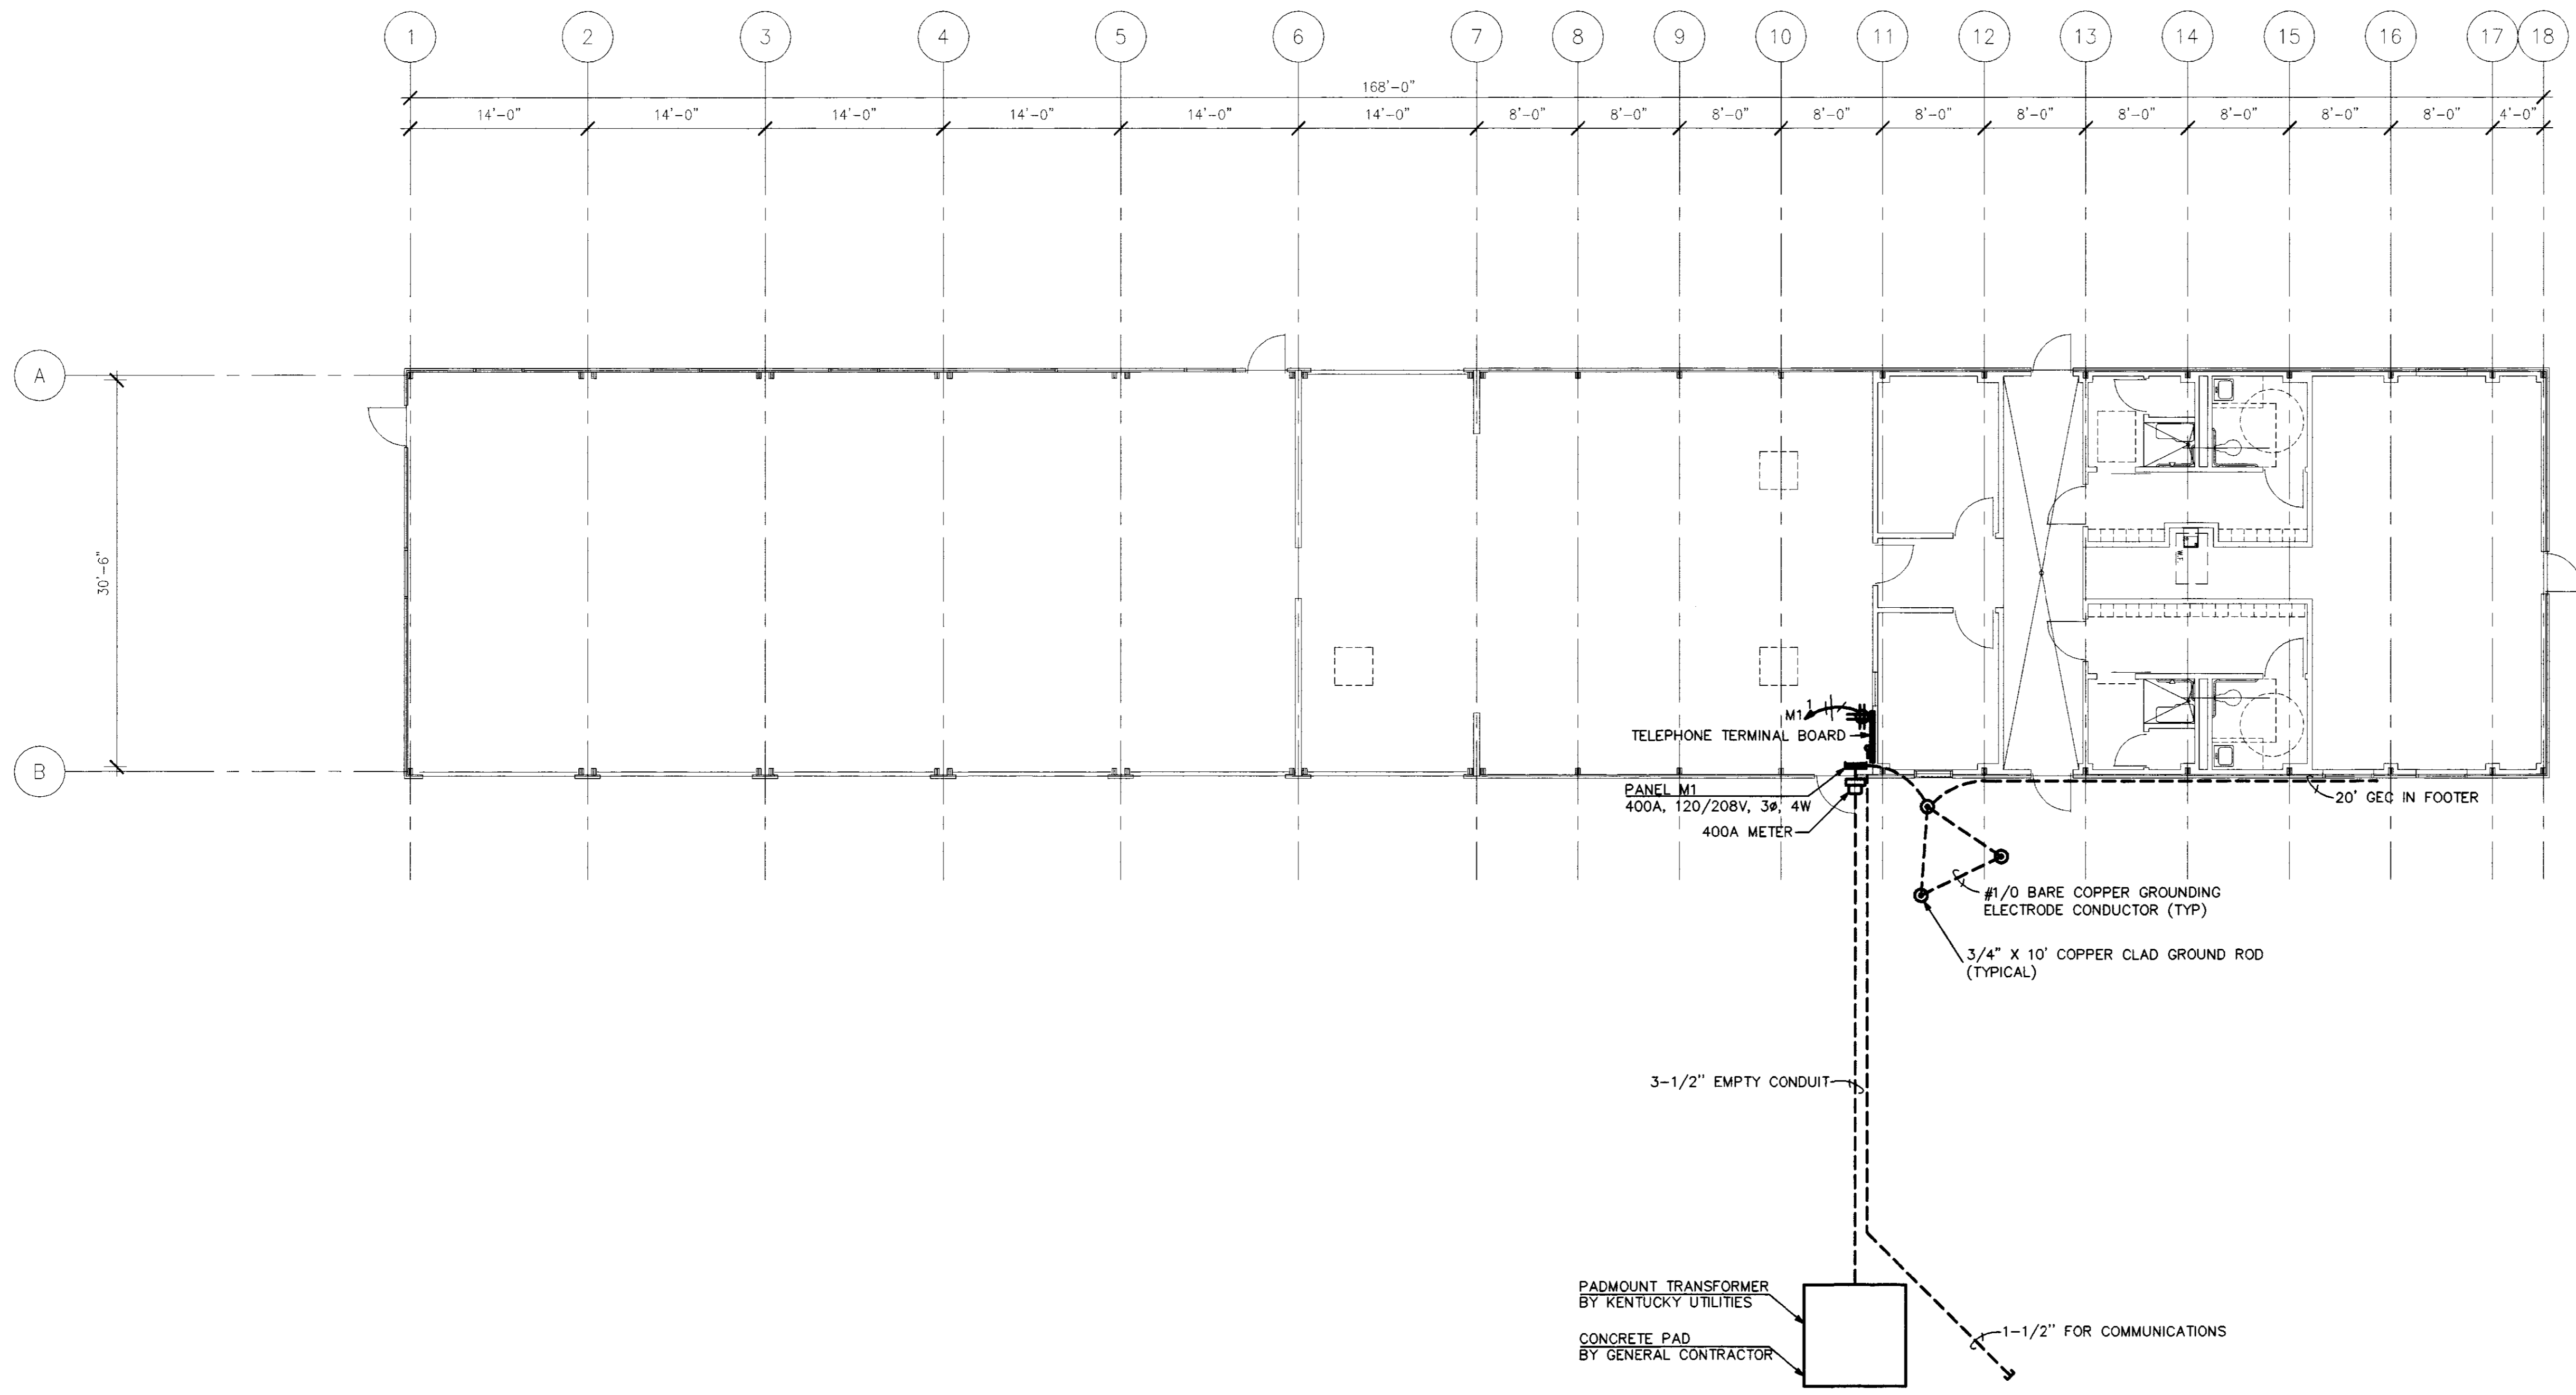 1 2 3 4 5 6 7 8 9 10 11 12 13 14 15 16 17 18
168'-0"
14'-0" 14'-0" 14'-0" 14'-0" 14'-0" 14'-0" 8'-0" 8'-0" 8'-0" 8'-0" 8'-0" 8'-0" 8'-0" 8'-0" 8'-0" 8'-0" 4'-0"
A
30'-6"
W.F.
B
M1 1
TELEPHONE TERMINAL BOARD
PANEL M1
400A, 120/208V, 3ø, 4W
400A METER
20' GEC IN FOOTER
#1/0 BARE COPPER GROUNDING
ELECTRODE CONDUCTOR (TYP)
3/4" X 10' COPPER CLAD GROUND ROD
(TYPICAL)
3-1/2" EMPTY CONDUIT
PADMOUNT TRANSFORMER
BY KENTUCKY UTILITIES
CONCRETE PAD
BY GENERAL CONTRACTOR
1-1/2" FOR COMMUNICATIONS